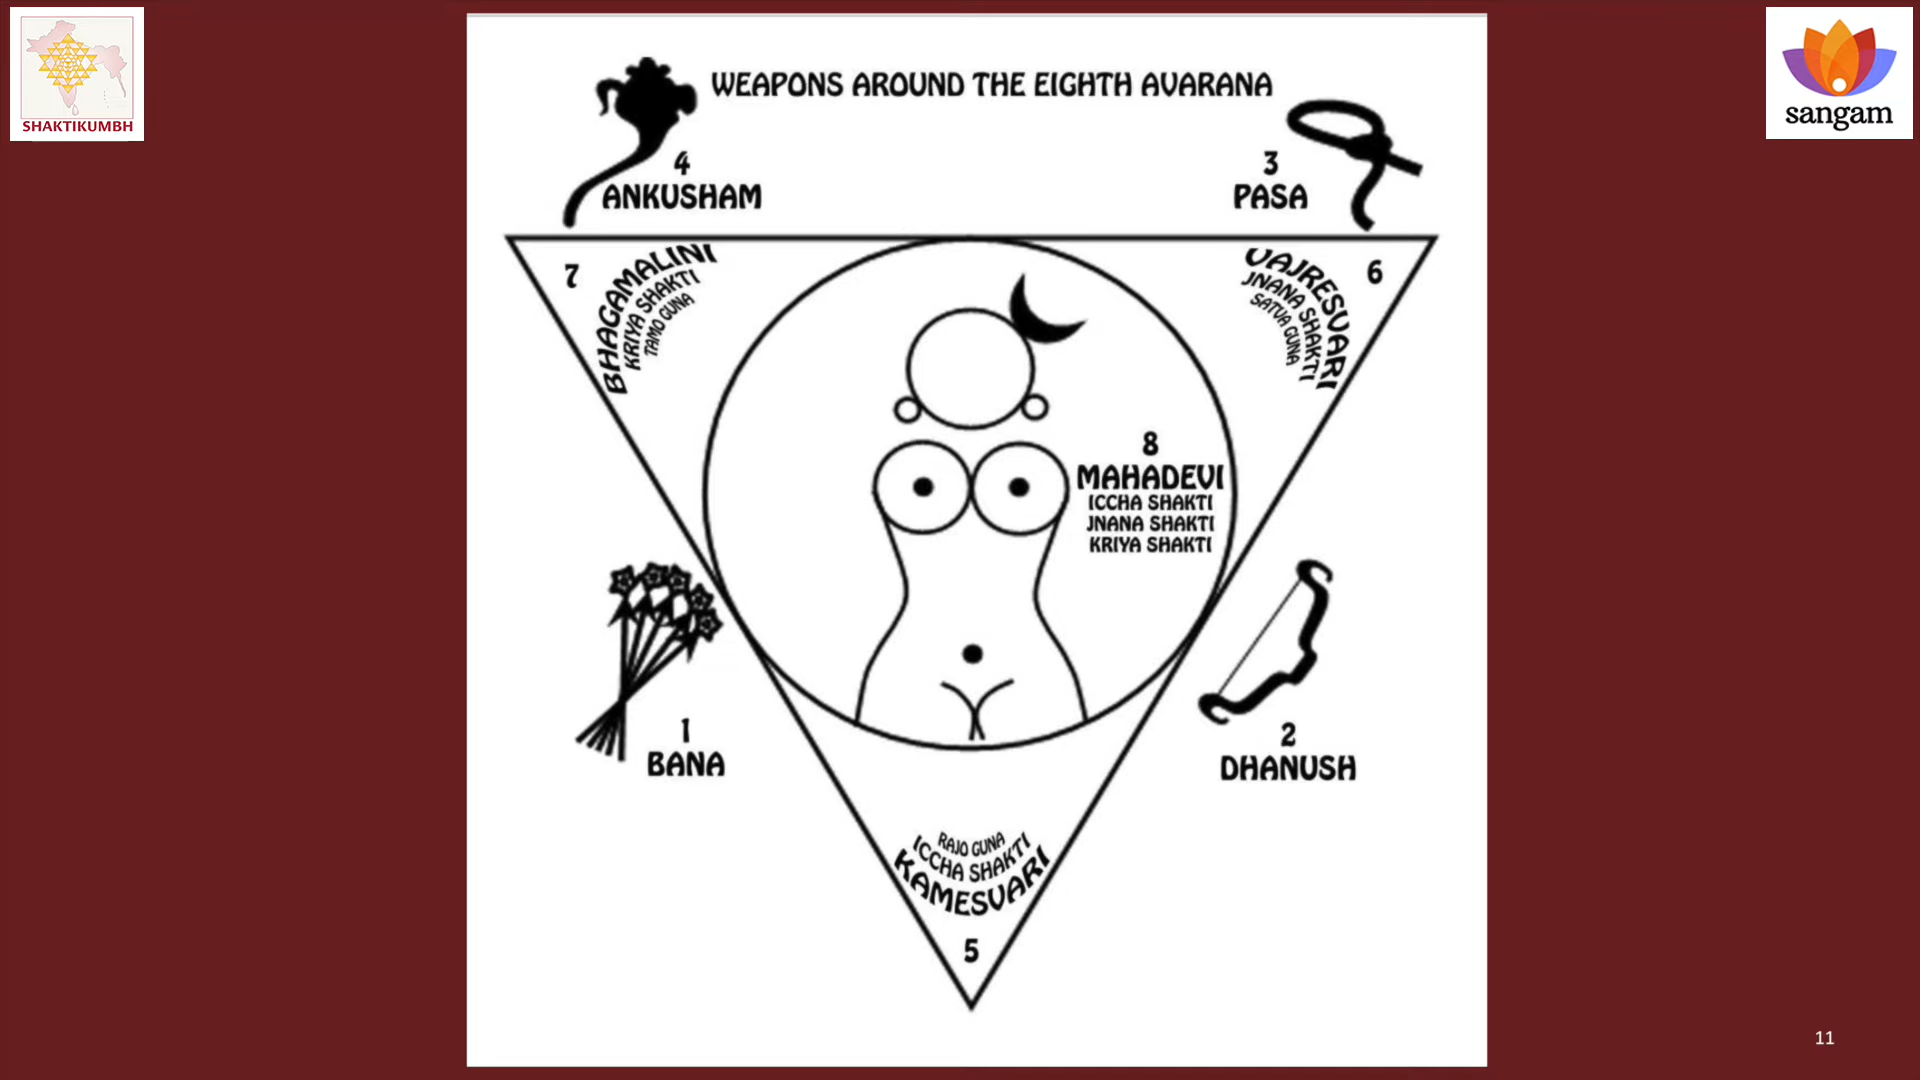 SHAKTIKUMBH
sangam
WEAPONS AROUND THE EIGHTH AVARANA
4
ANKUSHAM
3
PASA
7
BHAGAMALINI
KRIYA SHAKTI
TAMO GUNA
6
VAJRESVARI
JNANA SHAKTI
SATVA GUNA
8
MAHADEVI
ICCHA SHAKTI
JNANA SHAKTI
KRIYA SHAKTI
1
BANA
2
DHANUSH
RAJO GUNA
ICCHA SHAKTI
KAMESVARI
5
11